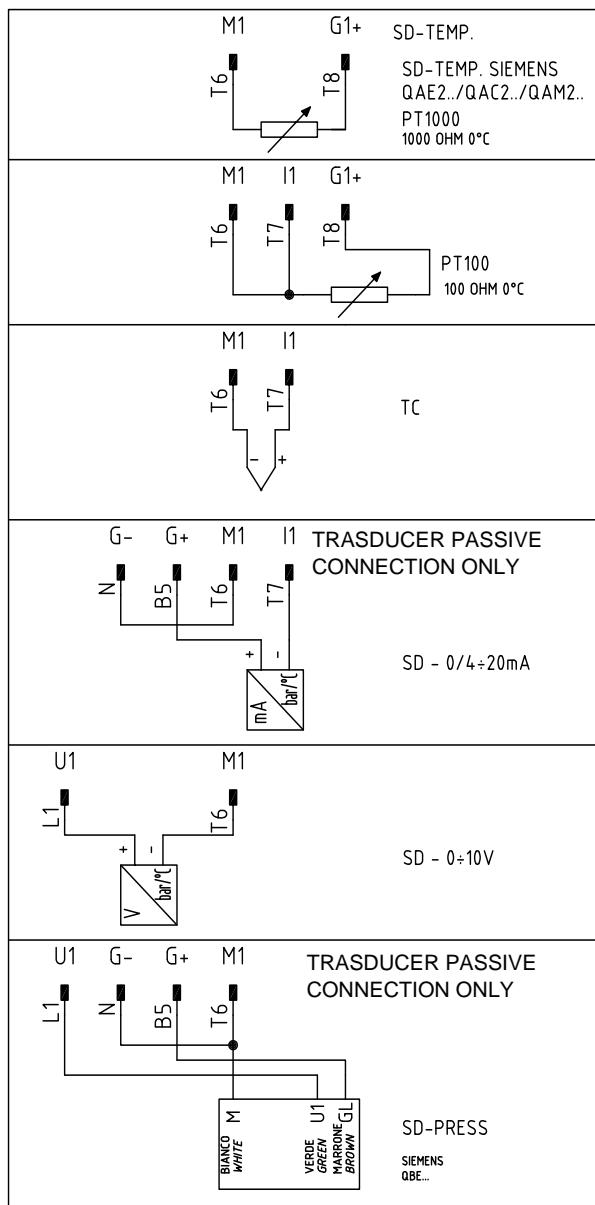 M1 G1+ SD-TEMP.
T6 T8 SD-TEMP. SIEMENS
QAE2../QAC2../QAM2..
PT1000
1000 OHM 0°C
M1 I1 G1+
T6 T7 T8
PT100
100 OHM 0°C
M1 I1
T6 T7
TC
- +
G- G+ M1 I1 TRASDUCER PASSIVE
CONNECTION ONLY
N B5 T6 T7
+ -
SD - 0/4÷20mA
mA bar/°C
U1 M1
L1 T6
+ -
SD - 0÷10V
V bar/°C
U1 G- G+ M1 TRASDUCER PASSIVE
CONNECTION ONLY
L1 N B5 T6
M U1 GL
BIANCO VERDE MARRONE
WHITE GREEN BROWN
SD-PRESS
SIEMENS
QBE...